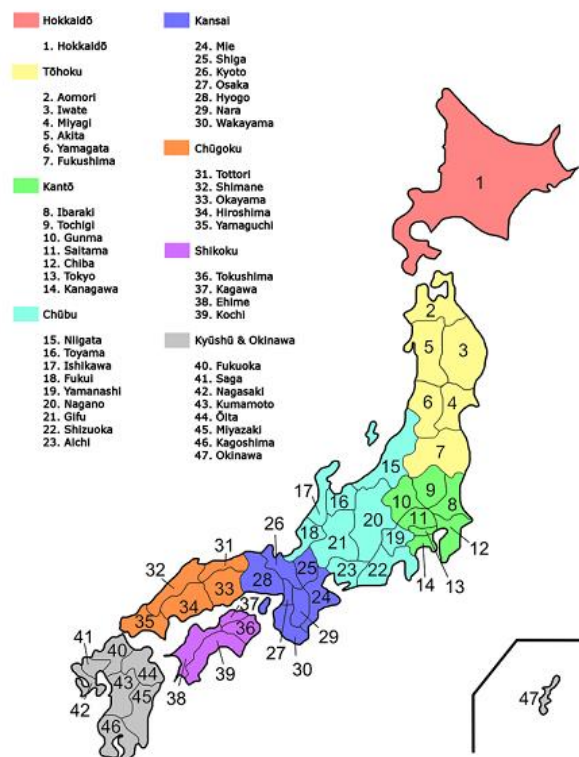 Hokkaidō
1. Hokkaidō
Tōhoku
2. Aomori
3. Iwate
4. Miyagi
5. Akita
6. Yamagata
7. Fukushima
Kantō
8. Ibaraki
9. Tochigi
10. Gunma
11. Saitama
12. Chiba
13. Tokyo
14. Kanagawa
Chūbu
15. Niigata
16. Toyama
17. Ishikawa
18. Fukui
19. Yamanashi
20. Nagano
21. Gifu
22. Shizuoka
23. Aichi
Kansai
24. Mie
25. Shiga
26. Kyoto
27. Osaka
28. Hyogo
29. Nara
30. Wakayama
Chūgoku
31. Tottori
32. Shimane
33. Okayama
34. Hiroshima
35. Yamaguchi
Shikoku
36. Tokushima
37. Kagawa
38. Ehime
39. Kochi
Kyūshū & Okinawa
40. Fukuoka
41. Saga
42. Nagasaki
43. Kumamoto
44. Ōita
45. Miyazaki
46. Kagoshima
47. Okinawa
1
2
5
3
6
4
7
15
9
17
16
10
8
11
20
18
26
21
19
12
31
25
13
14
32
28
23
22
33
24
34
37
35
36
29
41
40
27
30
39
38
44
43
42
45
46
47